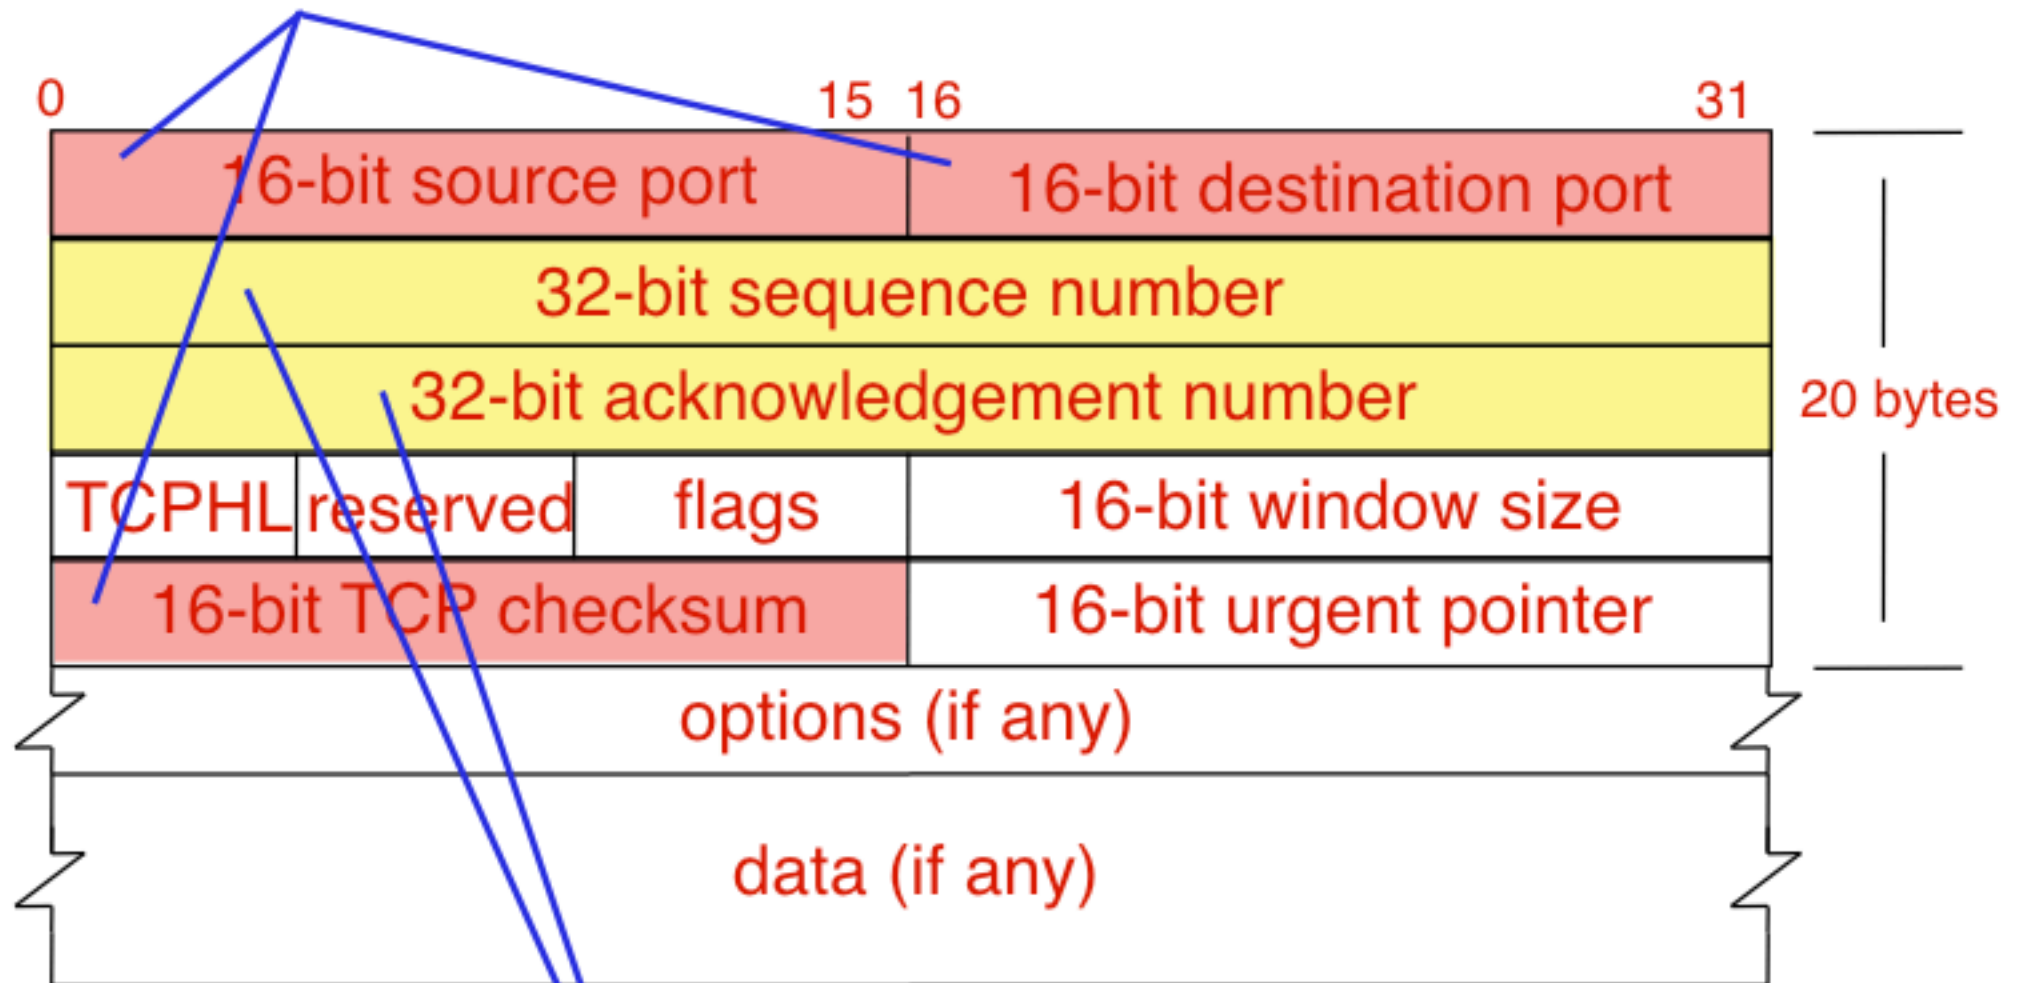 0 15 16 31
16-bit source port 16-bit destination port
32-bit sequence number
32-bit acknowledgement number
20 bytes
TCPHL reserved flags 16-bit window size
16-bit TCP checksum 16-bit urgent pointer
options (if any)
data (if any)